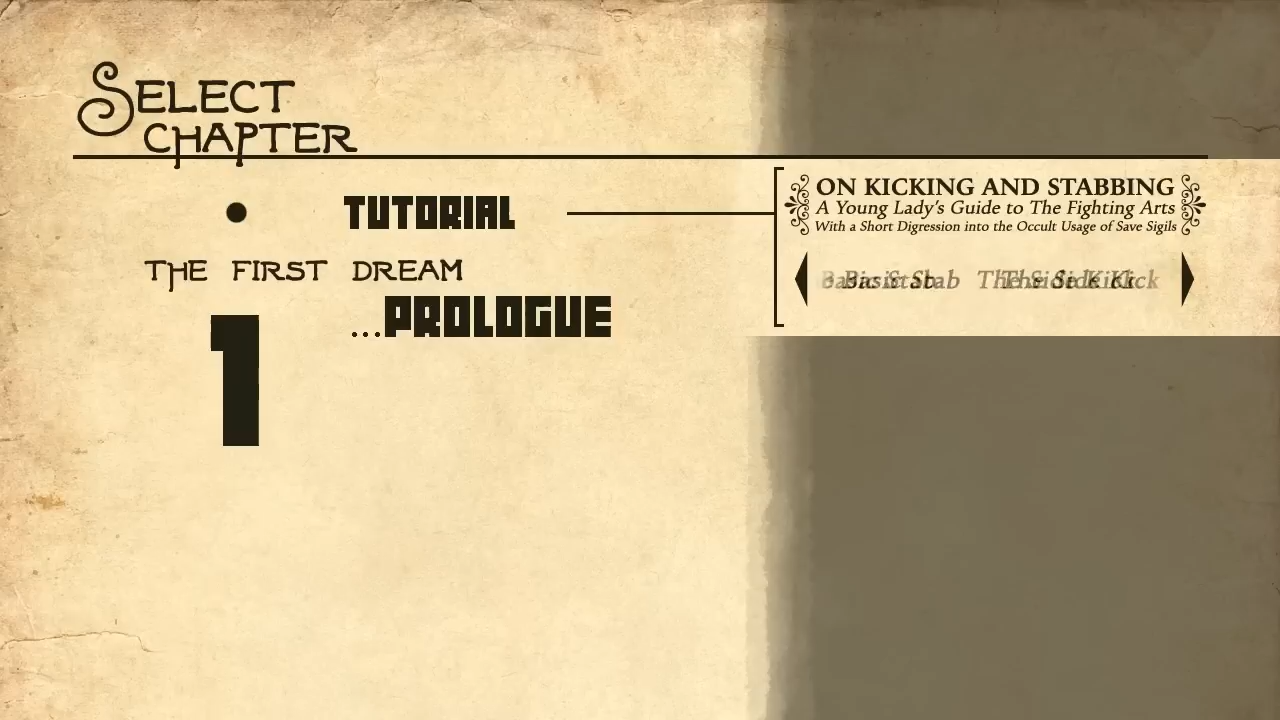 SELECT
CHAPTER
TUTORIAL
THE FIRST DREAM
...PROLOGUE
1
ON KICKING AND STABBING
A Young Lady's Guide to The Fighting Arts
With a Short Digression into the Occult Usage of Save Sigils